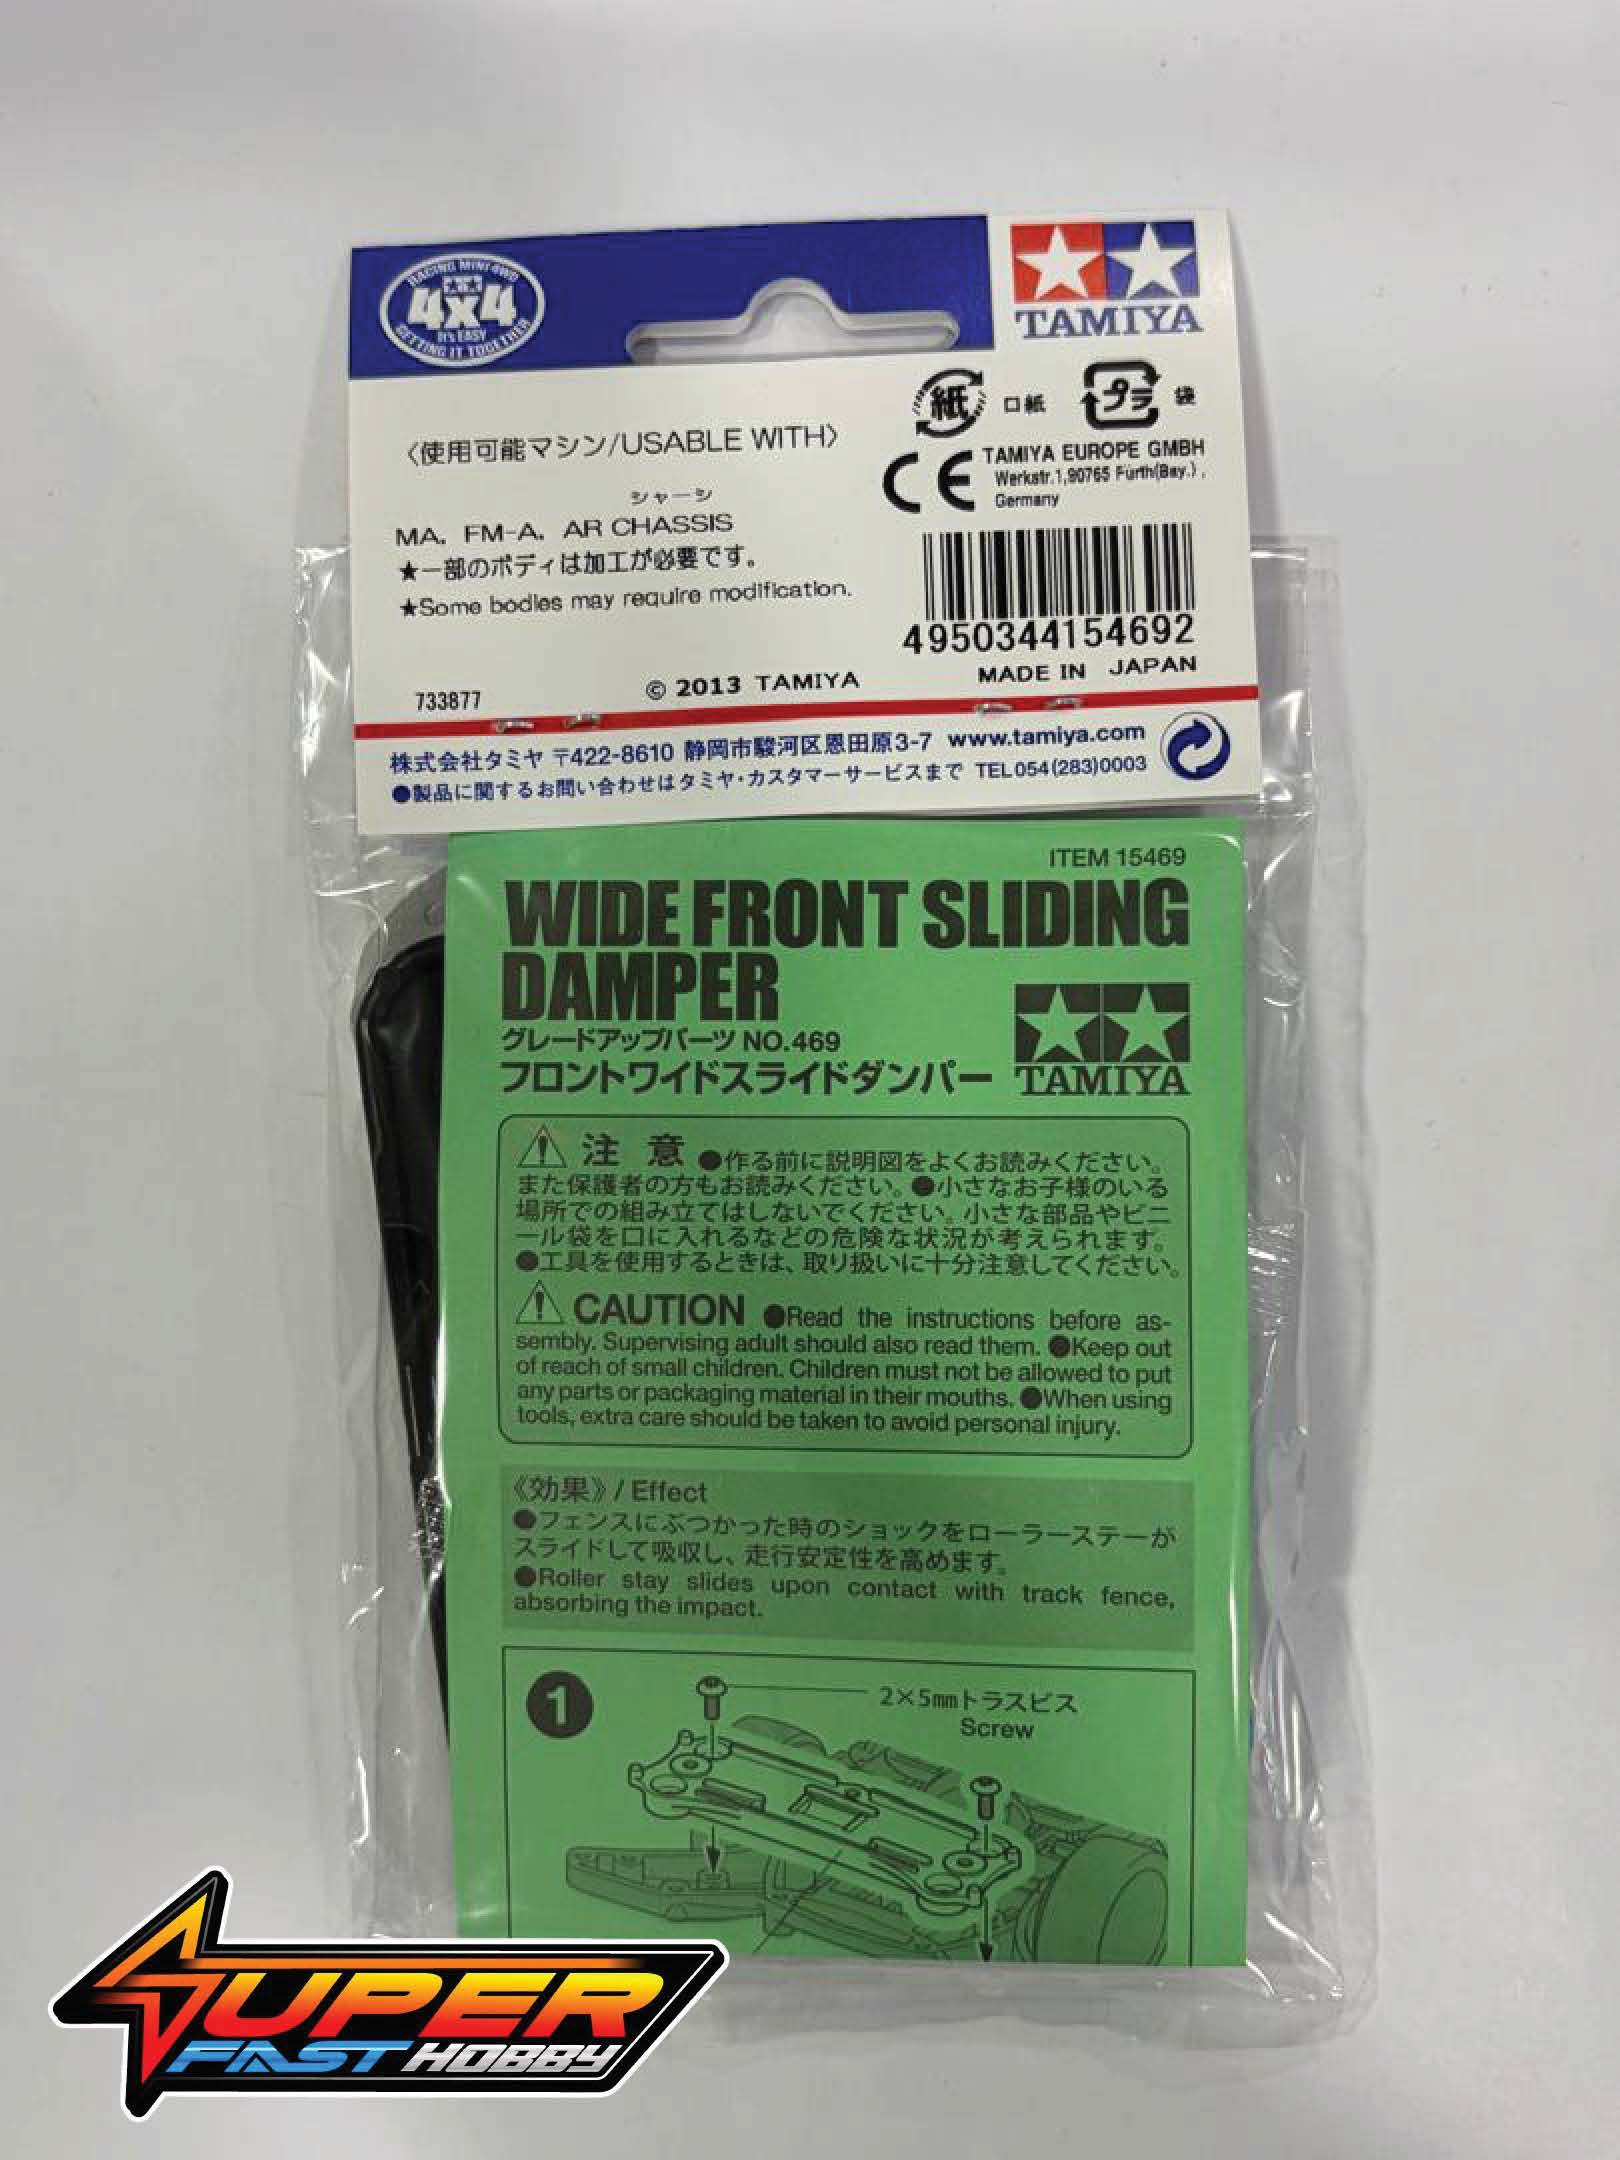 RACING MINI 4WD
4x4
It's EASY
GETTING IT TOGETHER
TAMIYA
紙 口紙 プラ 袋
〈使用可能マシン/USABLE WITH〉
CE TAMIYA EUROPE GMBH
Werkstr.1,90765 Fürth(Bay.),
Germany
シャーシ
MA, FM-A, AR CHASSIS
★一部のボディは加工が必要です。
★Some bodies may require modification.
4950344154692
MADE IN JAPAN
733877
© 2013 TAMIYA
株式会社タミヤ 〒422-8610 静岡市駿河区恩田原3-7 www.tamiya.com
●製品に関するお問い合わせはタミヤ・カスタマーサービスまで TEL054(283)0003
ITEM 15469
WIDE FRONT SLIDING
DAMPER
グレードアップパーツ NO.469
フロントワイドスライドダンパー
TAMIYA
注 意 ●作る前に説明図をよくお読みください。
また保護者の方もお読みください。●小さなお子様のいる
場所での組み立てはしないでください。小さな部品やビニ
ール袋を口に入れるなどの危険な状況が考えられます。
●工具を使用するときは、取り扱いに十分注意してください。
CAUTION ●Read the instructions before as-
sembly. Supervising adult should also read them. ●Keep out
of reach of small children. Children must not be allowed to put
any parts or packaging material in their mouths. ●When using
tools, extra care should be taken to avoid personal injury.
《効果》/ Effect
●フェンスにぶつかった時のショックをローラーステーが
スライドして吸収し、走行安定性を高めます。
●Roller stay slides upon contact with track fence,
absorbing the impact.
1
2×5mmトラスビス
Screw
SUPER
FAST HOBBY